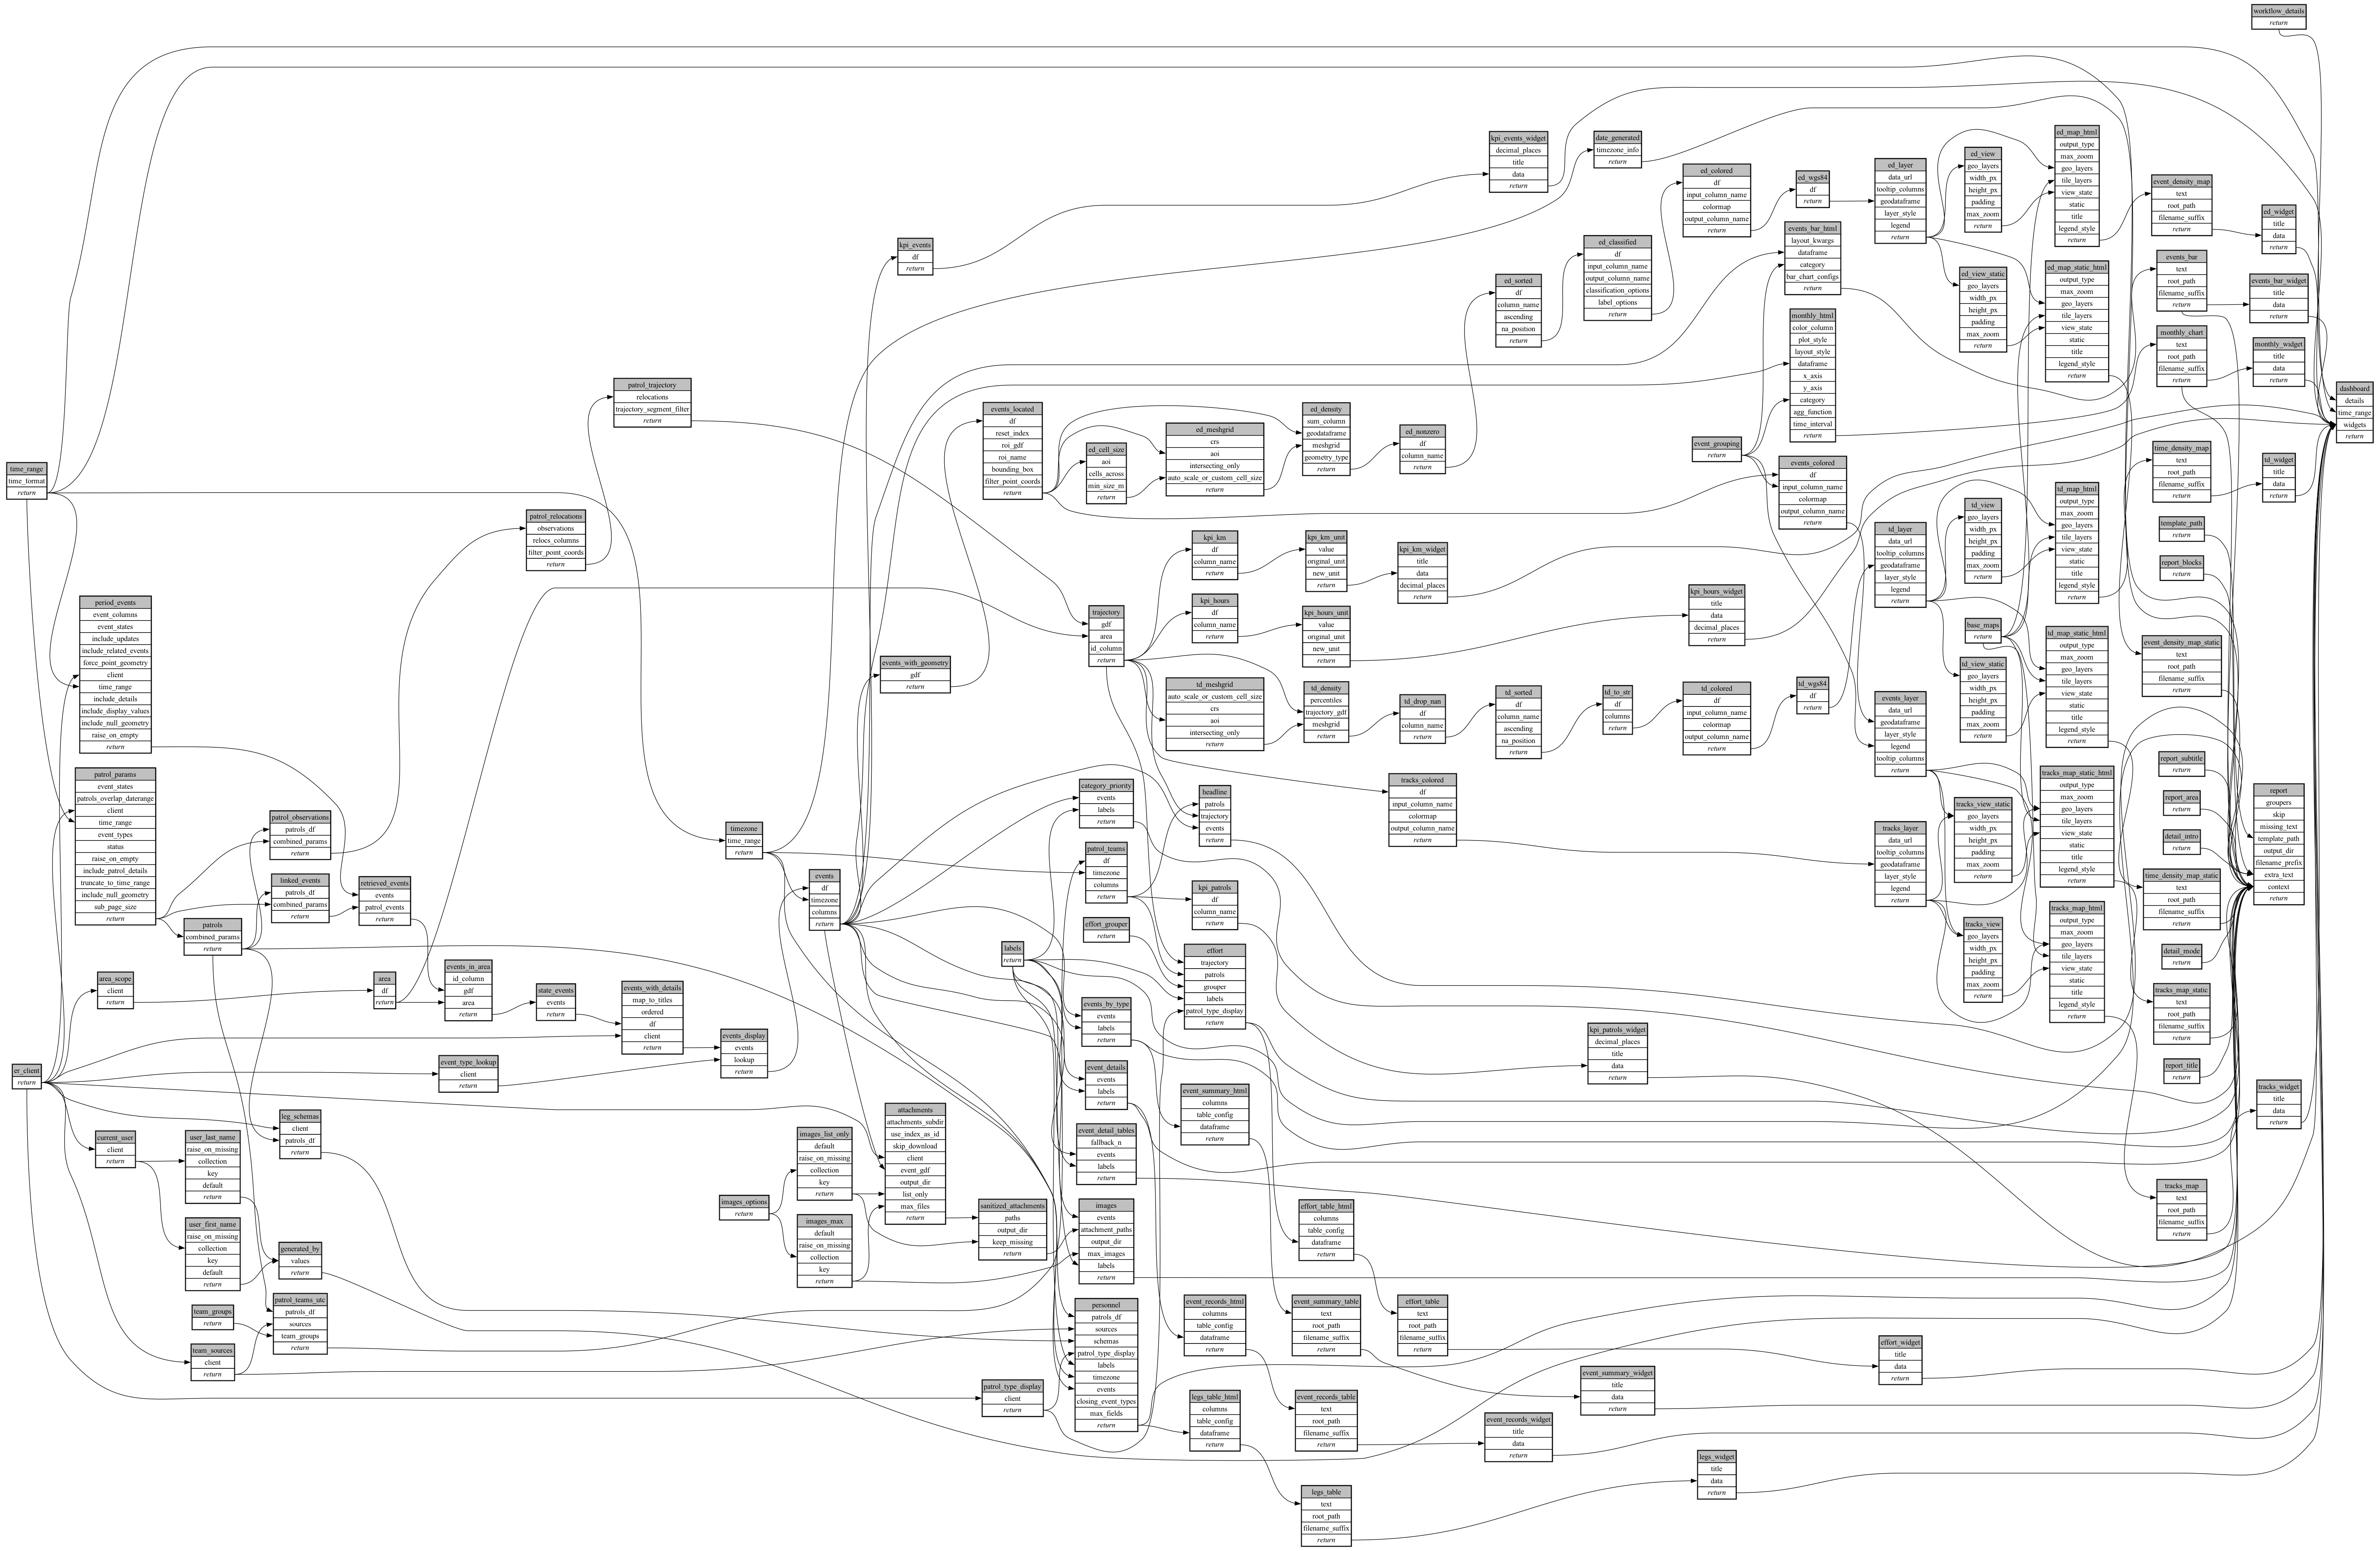 workflow_details
return
time_range
time_format
return
period_events
event_columns
event_states
include_updates
include_related_events
force_point_geometry
client
time_range
include_details
include_display_values
include_null_geometry
raise_on_empty
return
patrol_params
event_states
patrols_overlap_daterange
client
time_range
event_types
status
raise_on_empty
include_patrol_details
truncate_to_time_range
include_null_geometry
sub_page_size
return
er_client
return
area_scope
client
return
current_user
client
return
patrols
combined_params
return
user_last_name
raise_on_missing
collection
key
default
return
user_first_name
raise_on_missing
collection
key
default
return
team_groups
return
team_sources
client
return
patrol_observations
patrols_df
combined_params
return
linked_events
patrols_df
combined_params
return
leg_schemas
client
patrols_df
return
generated_by
values
return
patrol_teams_utc
patrols_df
sources
team_groups
return
retrieved_events
events
patrol_events
return
area
df
return
events_in_area
id_column
gdf
area
return
event_type_lookup
client
return
patrol_relocations
observations
relocs_columns
filter_point_coords
return
state_events
events
return
patrol_trajectory
relocations
trajectory_segment_filter
return
events_with_details
map_to_titles
ordered
df
client
return
timezone
time_range
return
events_display
events
lookup
return
images_options
return
events
df
timezone
columns
return
images_list_only
default
raise_on_missing
collection
key
return
images_max
default
raise_on_missing
collection
key
return
kpi_events
df
return
events_with_geometry
gdf
return
attachments
attachments_subdir
use_index_as_id
skip_download
client
event_gdf
output_dir
list_only
max_files
return
events_located
df
reset_index
roi_gdf
roi_name
bounding_box
filter_point_coords
return
labels
return
sanitized_attachments
paths
output_dir
keep_missing
return
patrol_type_display
client
return
ed_cell_size
aoi
cells_across
min_size_m
return
trajectory
gdf
area
id_column
return
category_priority
events
labels
return
patrol_teams
df
timezone
columns
return
effort_grouper
return
events_by_type
events
labels
return
event_details
events
labels
return
event_detail_tables
fallback_n
events
labels
return
images
events
attachment_paths
output_dir
max_images
labels
return
personnel
patrols_df
sources
schemas
patrol_type_display
labels
timezone
events
closing_event_types
max_fields
return
ed_meshgrid
crs
aoi
intersecting_only
auto_scale_or_custom_cell_size
return
kpi_km
df
column_name
return
kpi_hours
df
column_name
return
td_meshgrid
auto_scale_or_custom_cell_size
crs
aoi
intersecting_only
return
headline
patrols
trajectory
events
return
kpi_patrols
df
column_name
return
effort
trajectory
patrols
grouper
labels
patrol_type_display
return
event_summary_html
columns
table_config
dataframe
return
event_records_html
columns
table_config
dataframe
return
legs_table_html
columns
table_config
dataframe
return
ed_density
sum_column
geodataframe
meshgrid
geometry_type
return
kpi_km_unit
value
original_unit
new_unit
return
kpi_hours_unit
value
original_unit
new_unit
return
td_density
percentiles
trajectory_gdf
meshgrid
return
effort_table_html
columns
table_config
dataframe
return
event_summary_table
text
root_path
filename_suffix
return
event_records_table
text
root_path
filename_suffix
return
legs_table
text
root_path
filename_suffix
return
ed_nonzero
df
column_name
return
kpi_km_widget
title
data
decimal_places
return
td_drop_nan
df
column_name
return
tracks_colored
df
input_column_name
colormap
output_column_name
return
effort_table
text
root_path
filename_suffix
return
kpi_events_widget
decimal_places
title
data
return
ed_sorted
df
column_name
ascending
na_position
return
td_sorted
df
column_name
ascending
na_position
return
event_records_widget
title
data
return
date_generated
timezone_info
return
ed_classified
df
input_column_name
output_column_name
classification_options
label_options
return
td_to_str
df
columns
return
kpi_patrols_widget
decimal_places
title
data
return
event_summary_widget
title
data
return
ed_colored
df
input_column_name
colormap
output_column_name
return
event_grouping
return
kpi_hours_widget
title
data
decimal_places
return
td_colored
df
input_column_name
colormap
output_column_name
return
legs_widget
title
data
return
ed_wgs84
df
return
events_bar_html
layout_kwargs
dataframe
category
bar_chart_configs
return
monthly_html
color_column
plot_style
layout_style
dataframe
x_axis
y_axis
category
agg_function
time_interval
return
events_colored
df
input_column_name
colormap
output_column_name
return
td_wgs84
df
return
ed_layer
data_url
tooltip_columns
geodataframe
layer_style
legend
return
td_layer
data_url
tooltip_columns
geodataframe
layer_style
legend
return
events_layer
data_url
geodataframe
layer_style
legend
tooltip_columns
return
tracks_layer
data_url
tooltip_columns
geodataframe
layer_style
legend
return
effort_widget
title
data
return
ed_view
geo_layers
width_px
height_px
padding
max_zoom
return
ed_view_static
geo_layers
width_px
height_px
padding
max_zoom
return
td_view
geo_layers
width_px
height_px
padding
max_zoom
return
base_maps
return
td_view_static
geo_layers
width_px
height_px
padding
max_zoom
return
tracks_view_static
geo_layers
width_px
height_px
padding
max_zoom
return
tracks_view
geo_layers
width_px
height_px
padding
max_zoom
return
ed_map_html
output_type
max_zoom
geo_layers
tile_layers
view_state
static
title
legend_style
return
ed_map_static_html
output_type
max_zoom
geo_layers
tile_layers
view_state
static
title
legend_style
return
td_map_html
output_type
max_zoom
geo_layers
tile_layers
view_state
static
title
legend_style
return
td_map_static_html
output_type
max_zoom
geo_layers
tile_layers
view_state
static
title
legend_style
return
tracks_map_static_html
output_type
max_zoom
geo_layers
tile_layers
view_state
static
title
legend_style
return
tracks_map_html
output_type
max_zoom
geo_layers
tile_layers
view_state
static
title
legend_style
return
event_density_map
text
root_path
filename_suffix
return
events_bar
text
root_path
filename_suffix
return
monthly_chart
text
root_path
filename_suffix
return
time_density_map
text
root_path
filename_suffix
return
template_path
return
report_blocks
return
event_density_map_static
text
root_path
filename_suffix
return
report_subtitle
return
report_area
return
detail_intro
return
time_density_map_static
text
root_path
filename_suffix
return
detail_mode
return
tracks_map_static
text
root_path
filename_suffix
return
report_title
return
tracks_map
text
root_path
filename_suffix
return
ed_widget
title
data
return
events_bar_widget
title
data
return
monthly_widget
title
data
return
td_widget
title
data
return
report
groupers
skip
missing_text
template_path
output_dir
filename_prefix
extra_text
context
return
tracks_widget
title
data
return
dashboard
details
time_range
widgets
return